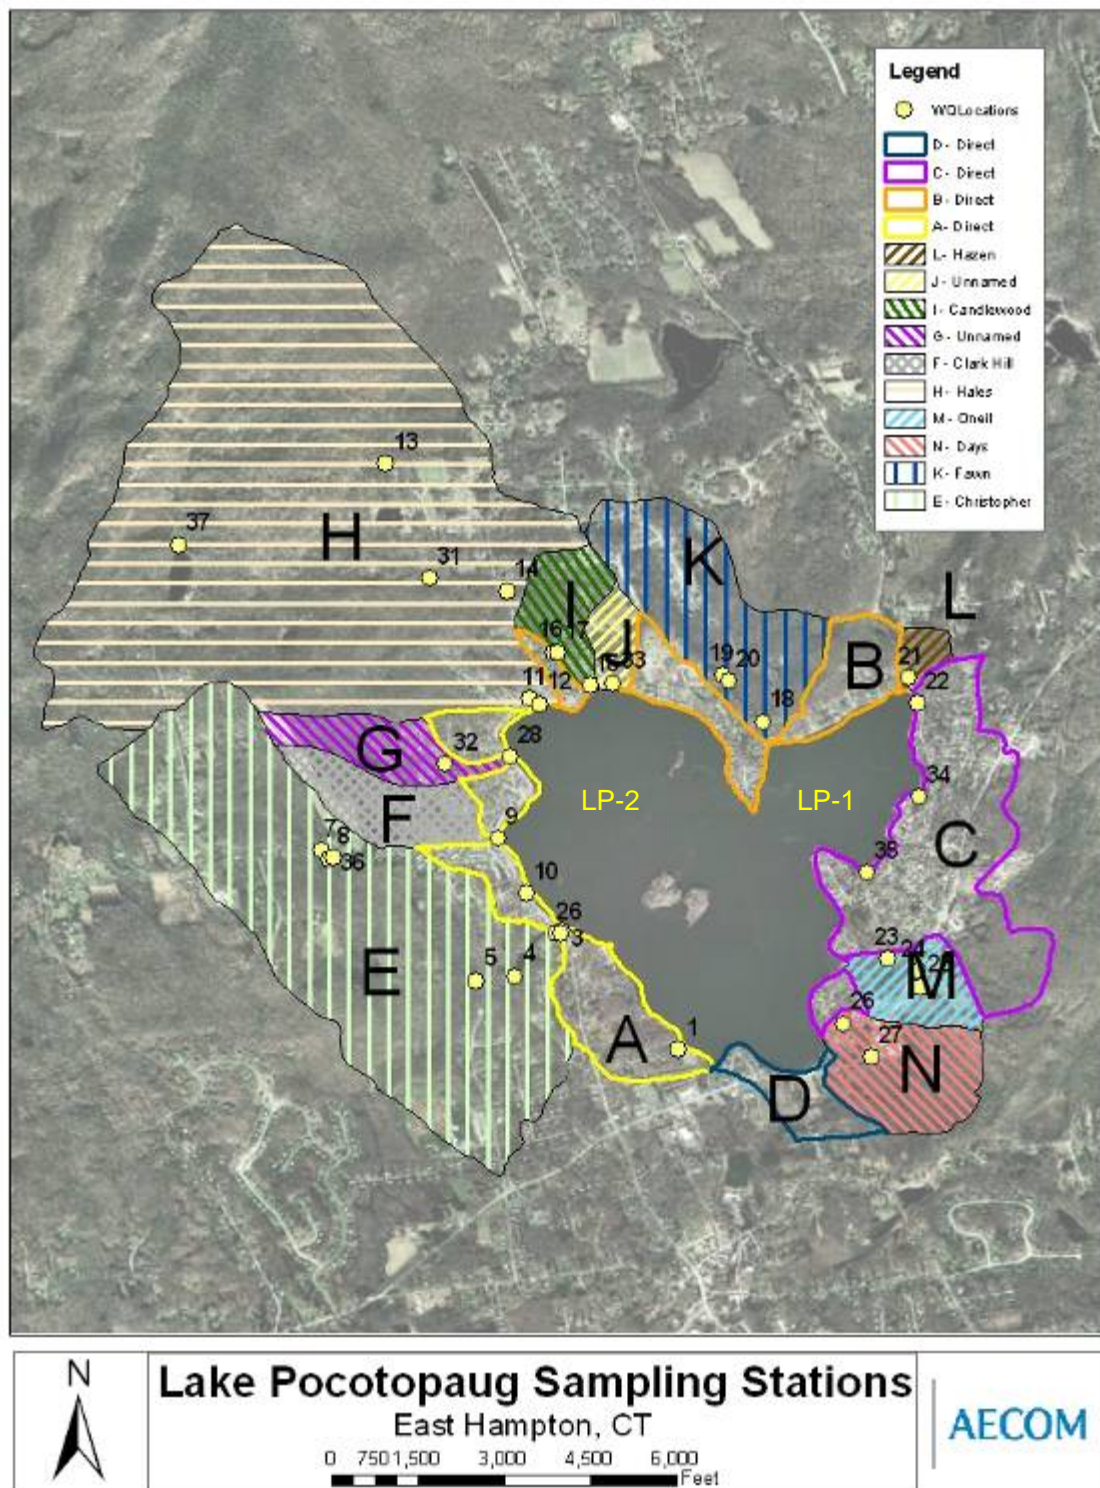 Legend
WQLocations
D - Direct
C - Direct
B - Direct
A - Direct
L - Hazen
J - Unnamed
I - Candlewood
G - Unnamed
F - Clark Hill
H - Hales
M - Oneil
N - Days
K - Fawn
E - Christopher
13
37
H
31
14
K
L
I
16 17
J
19
20
B
21
11
12
15
33
22
18
G
32
28
LP-2
LP-1
34
F
9
C
7
8
36
38
10
26
3
E
5
4
23
24
M
25
26
1
A
27
N
D
N
Lake Pocotopaug Sampling Stations
East Hampton, CT
0 750 1,500 3,000 4,500 6,000
Feet
AECOM